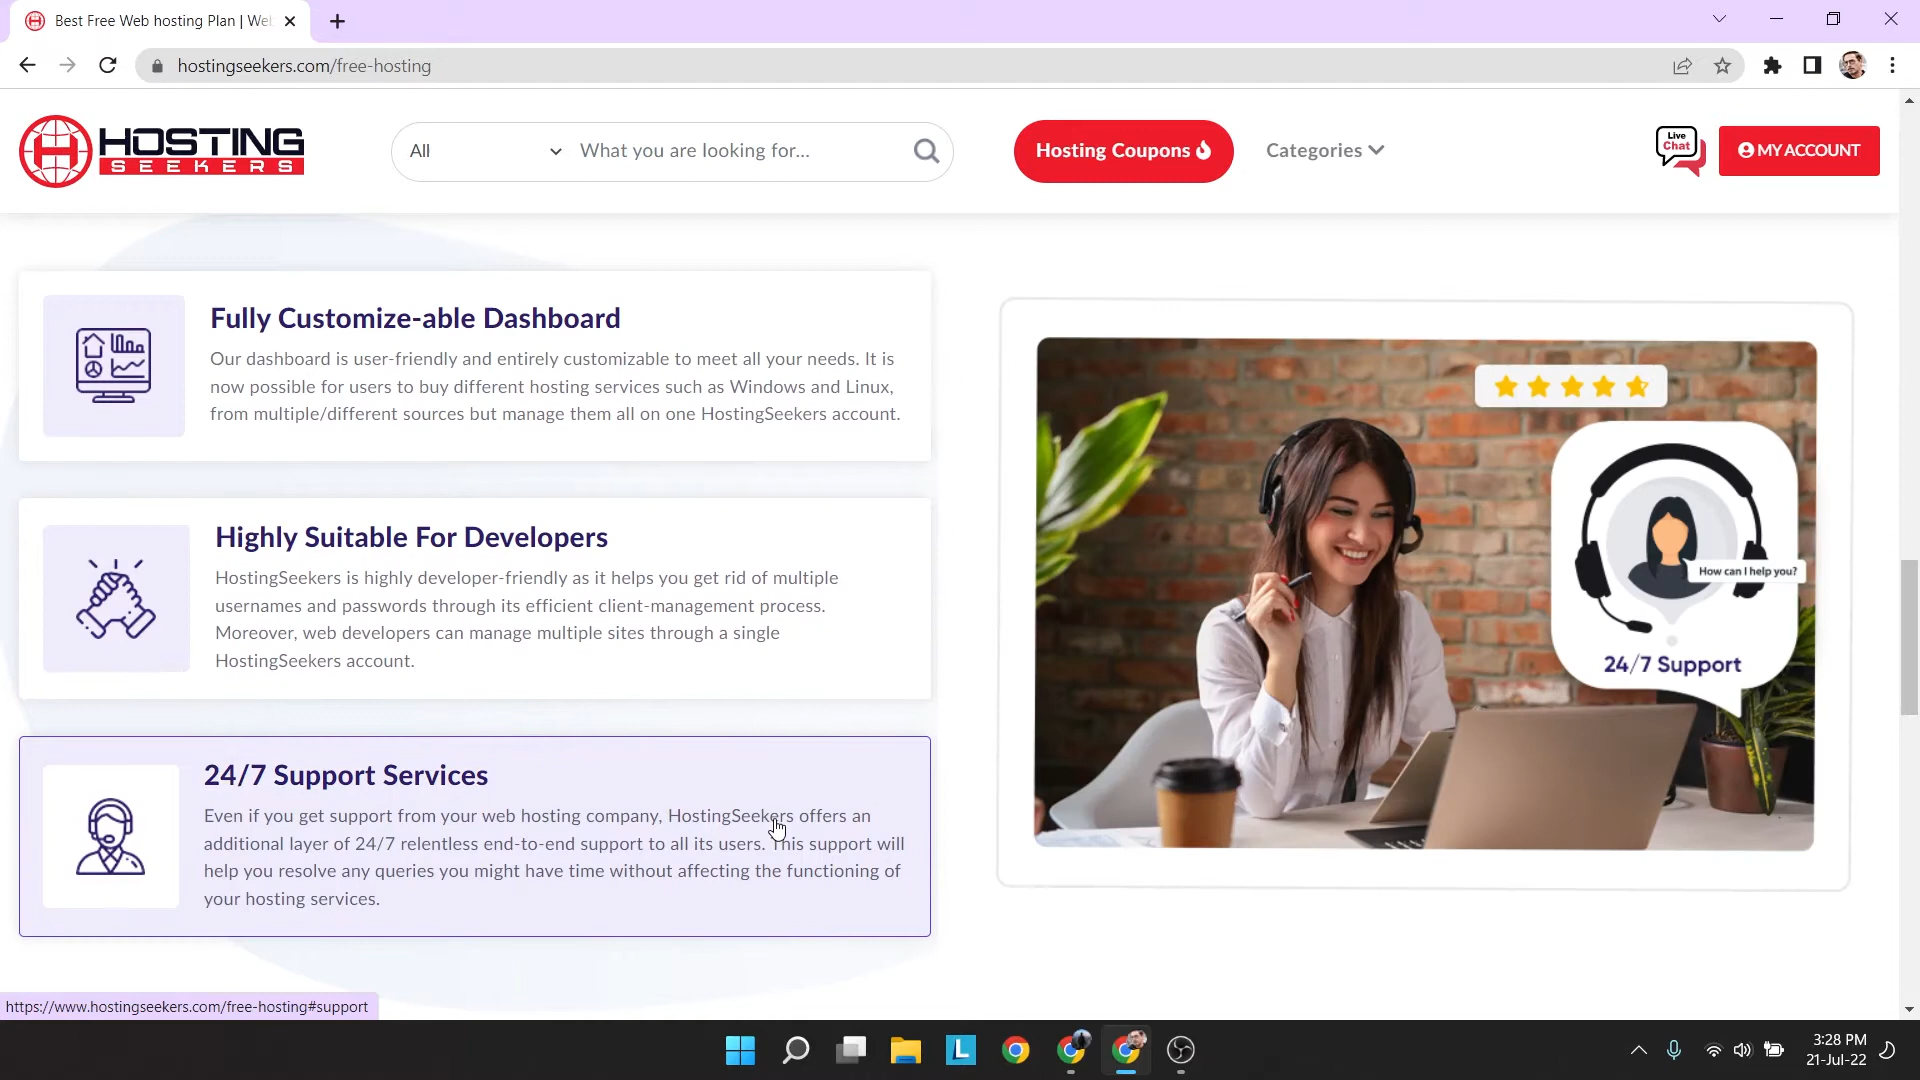 Best Free Web hosting Plan | Web
hostingseekers.com/free-hosting
HOSTING
SEEKERS
All
What you are looking for...
Hosting Coupons
Categories
Live
Chat
MY ACCOUNT
Fully Customize-able Dashboard
Our dashboard is user-friendly and entirely customizable to meet all your needs. It is
now possible for users to buy different hosting services such as Windows and Linux,
from multiple/different sources but manage them all on one HostingSeekers account.
Highly Suitable For Developers
HostingSeekers is highly developer-friendly as it helps you get rid of multiple
usernames and passwords through its efficient client-management process.
Moreover, web developers can manage multiple sites through a single
HostingSeekers account.
24/7 Support Services
Even if you get support from your web hosting company, HostingSeekers offers an
additional layer of 24/7 relentless end-to-end support to all its users. This support will
help you resolve any queries you might have time without affecting the functioning of
your hosting services.
How can I help you?
24/7 Support
https://www.hostingseekers.com/free-hosting#support
L
3:28 PM
21-Jul-22